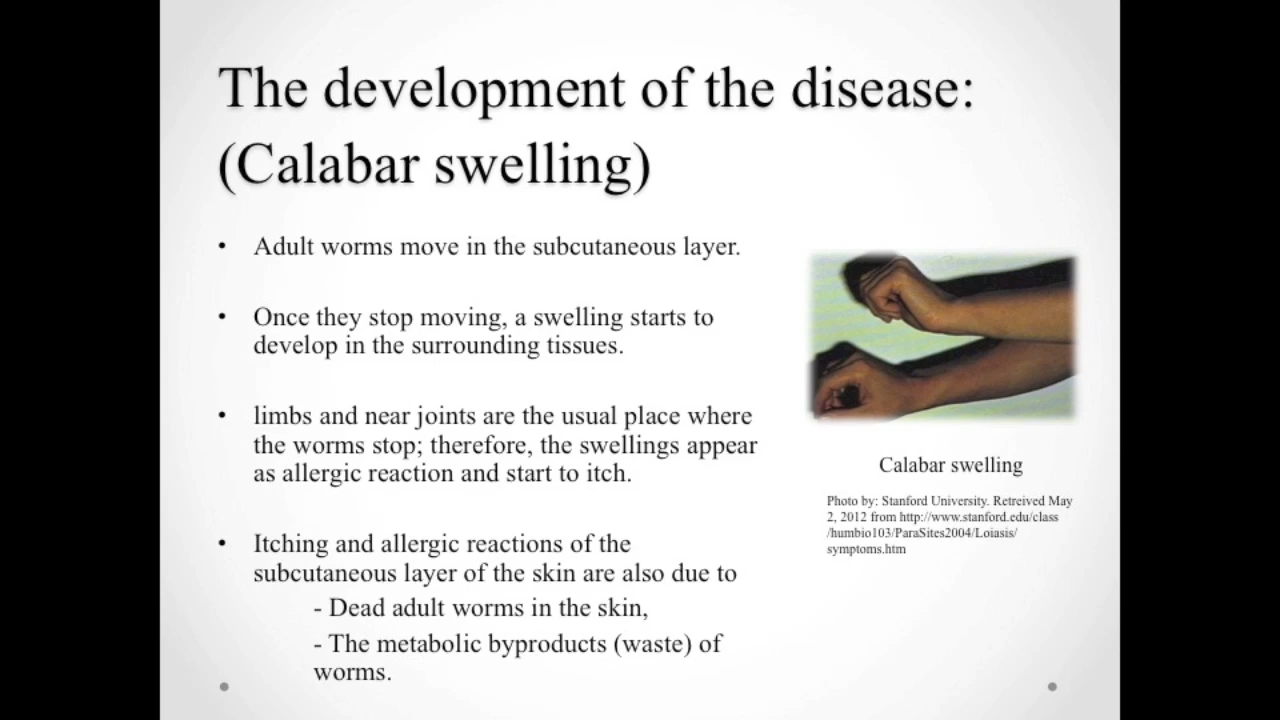 The development of the disease:
(Calabar swelling)
• Adult worms move in the subcutaneous layer.
• Once they stop moving, a swelling starts to
develop in the surrounding tissues.
• limbs and near joints are the usual place where
the worms stop; therefore, the swellings appear
as allergic reaction and start to itch.
• Itching and allergic reactions of the
subcutaneous layer of the skin are also due to
- Dead adult worms in the skin,
- The metabolic byproducts (waste) of
worms.
Calabar swelling
Photo by: Stanford University. Retreived May
2, 2012 from http://www.stanford.edu/class
/humbio103/ParaSites2004/Loiasis/
symptoms.htm